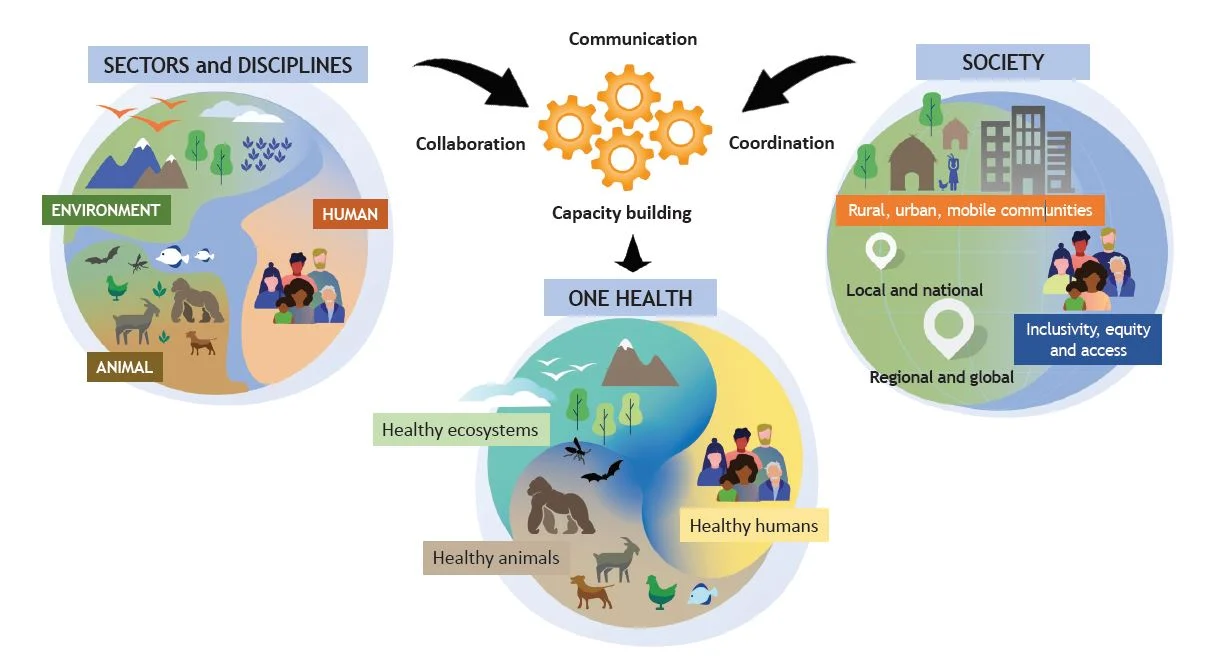 SECTORS and DISCIPLINES
ENVIRONMENT
HUMAN
ANIMAL
Communication
Collaboration
Coordination
Capacity building
SOCIETY
Rural, urban, mobile communities
Local and national
Inclusivity, equity
and access
Regional and global
ONE HEALTH
Healthy ecosystems
Healthy humans
Healthy animals